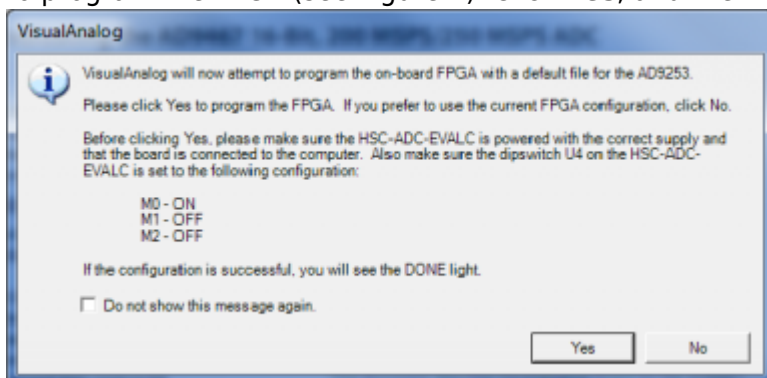 VisualAnalog
VisualAnalog will now attempt to program the on-board FPGA with a default file for the AD9253.
Please click Yes to program the FPGA. If you prefer to use the current FPGA configuration, click No.
Before clicking Yes, please make sure the HSC-ADC-EVALC is powered with the correct supply and
that the board is connected to the computer. Also make sure the dipswitch U4 on the HSC-ADC-
EVALC is set to the following configuration:
M0 - ON
M1 - OFF
M2 - OFF
If the configuration is successful, you will see the DONE light.
Do not show this message again.
Yes
No